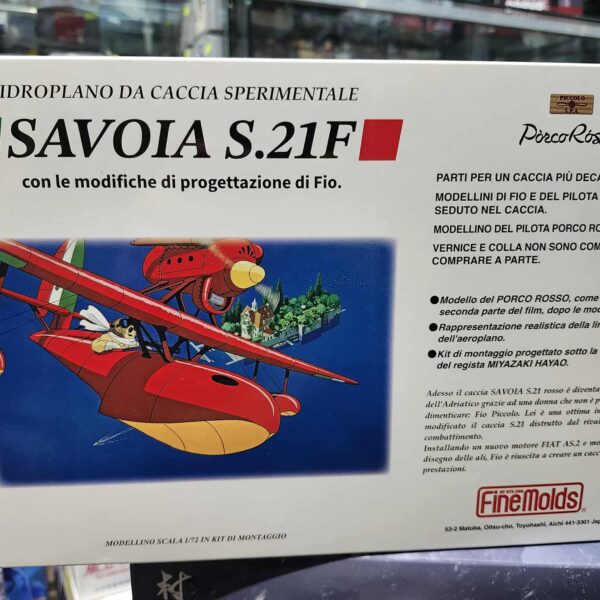 IDROPLANO DA CACCIA SPERIMENTALE
SAVOIA S.21F
con le modifiche di progettazione di Fio.
PICCOLO
S.P.A.
Porco Ros
PARTI PER UN CACCIA PIÙ DECA
MODELLINI DI FIO E DEL PILOTA
SEDUTO NEL CACCIA.
MODELLINO DEL PILOTA PORCO RO
VERNICE E COLLA NON SONO COM
COMPRARE A PARTE.
●Modello del PORCO ROSSO, come
seconda parte del film, dopo le mod
●Rappresentazione realistica della lin
dell'aeroplano.
●Kit di montaggio progettato sotto la
del regista MIYAZAKI HAYAO.
Adesso il caccia SAVOIA S.21 rosso è diventa
dell'Adriatico grazie ad una donna che non è p
dimenticare: Fio Piccolo. Lei è una ottima in
modificato il caccia S.21 distrutto dal rival
combattimento.
Installando un nuovo motore FIAT AS.2 e mo
disegno delle ali, Fio è riuscita a creare un cacc
prestazioni.
FineMolds
53-2 Matoba, Oitsu-cho, Toyohashi, Aichi 441-3301 Jap
MODELLINO SCALA 1/72 IN KIT DI MONTAGGIO
村